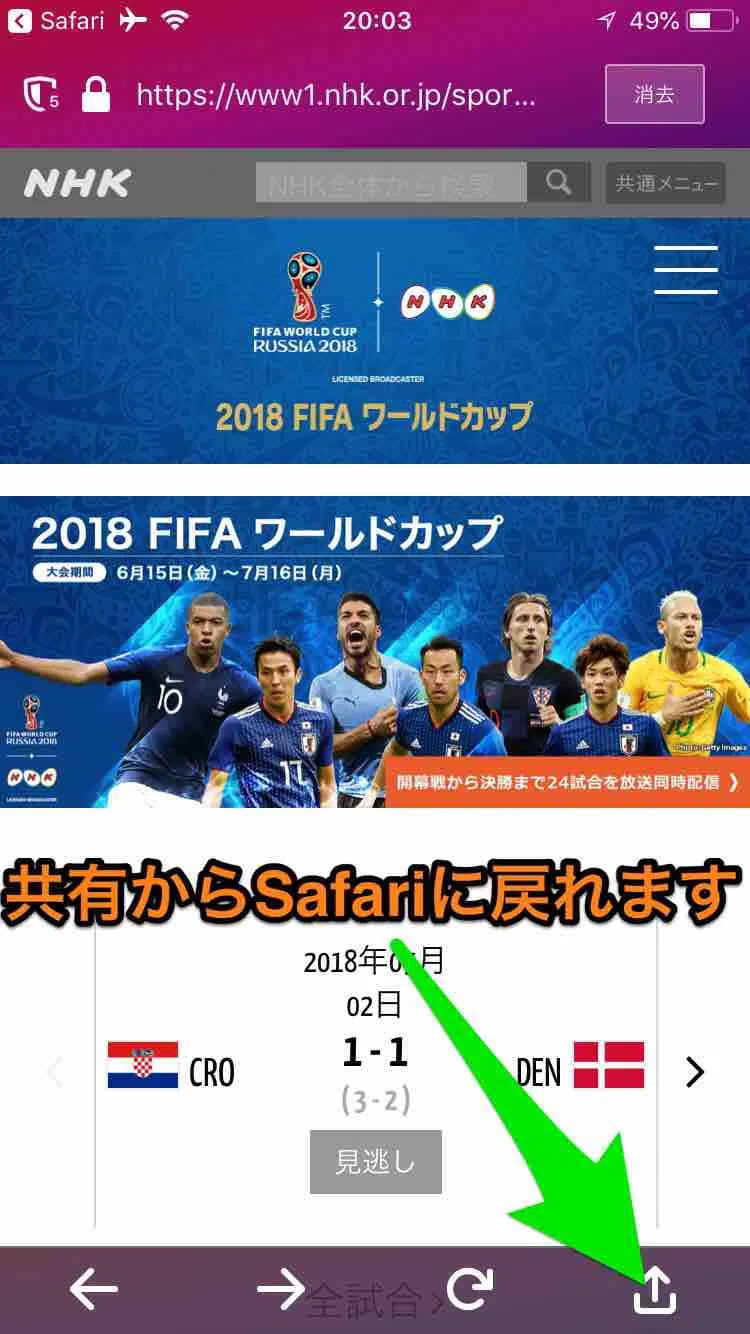 Safari 20:03 49%
5 https://www1.nhk.or.jp/spor... 消去
NHK NHK全体から検索 共通メニュー
FIFA WORLD CUP
RUSSIA 2018
TM
NHK
LICENSED BROADCASTER
2018 FIFA ワールドカップ
2018 FIFA ワールドカップ
大会期間 6月15日(金)~7月16日(月)
10
17
10
FIFA WORLD CUP
RUSSIA 2018
NHK
Photo: Getty Images
開幕戦から決勝まで24試合を放送同時配信 》
共有からSafariに戻れます
2018年 月
02日
CRO 1-1 DEN
(3-2)
見逃し
全試合 >